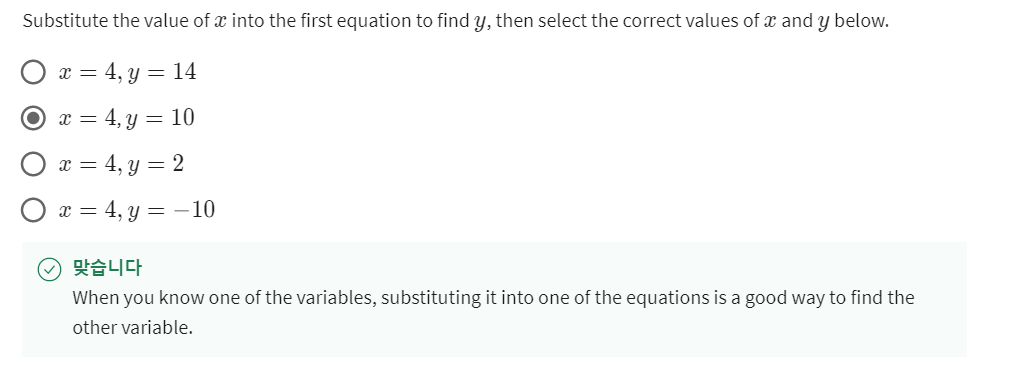 Substitute the value of x into the first equation to find y, then select the correct values of x and y below.
x = 4, y = 14
x = 4, y = 10
x = 4, y = 2
x = 4, y = −10
맞습니다
When you know one of the variables, substituting it into one of the equations is a good way to find the
other variable.